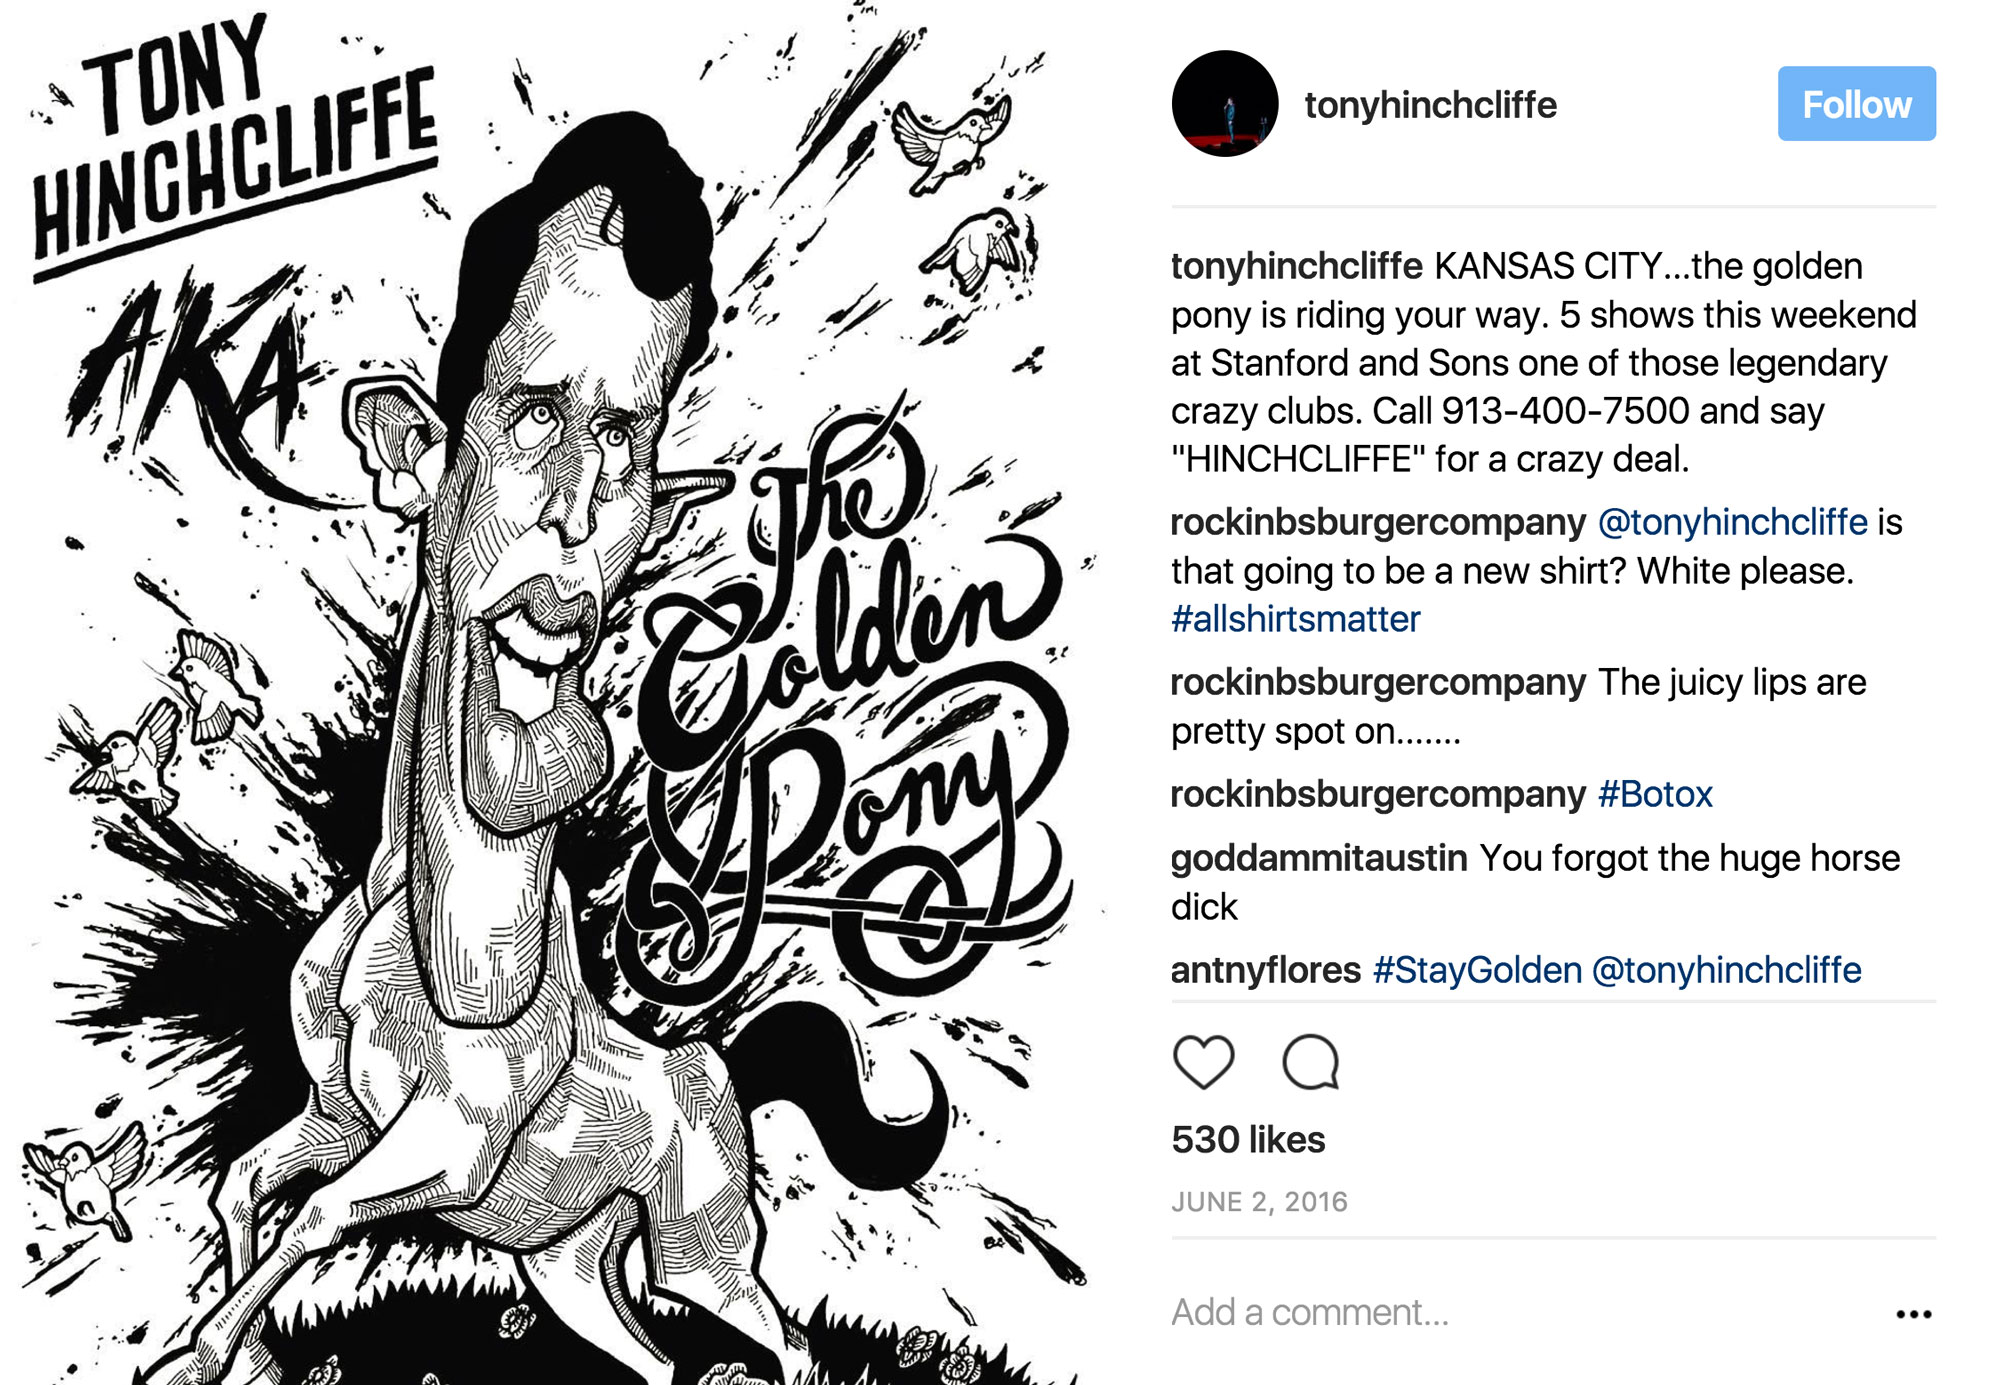 TONY
HINCHCLIFFE
AKA
The
Golden
Pony
tonyhinchcliffe
Follow
tonyhinchcliffe KANSAS CITY...the golden
pony is riding your way. 5 shows this weekend
at Stanford and Sons one of those legendary
crazy clubs. Call 913-400-7500 and say
"HINCHCLIFFE" for a crazy deal.
rockinbsburgercompany @tonyhinchcliffe is
that going to be a new shirt? White please.
#allshirtsmatter
rockinbsburgercompany The juicy lips are
pretty spot on.......
rockinbsburgercompany #Botox
goddammitaustin You forgot the huge horse
dick
antnyflores #StayGolden @tonyhinchcliffe
530 likes
JUNE 2, 2016
Add a comment...